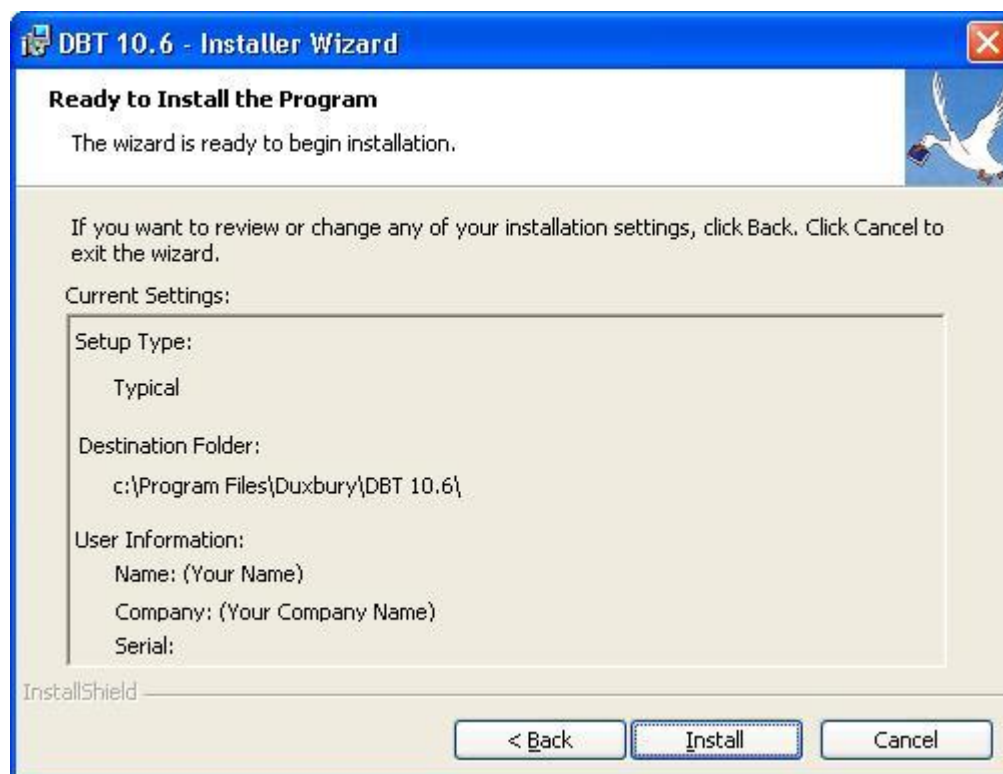 DBT 10.6 - Installer Wizard
Ready to Install the Program
The wizard is ready to begin installation.
If you want to review or change any of your installation settings, click Back. Click Cancel to
exit the wizard.
Current Settings:
Setup Type:
Typical
Destination Folder:
c:\Program Files\Duxbury\DBT 10.6\
User Information:
Name: (Your Name)
Company: (Your Company Name)
Serial:
InstallShield
< Back
Install
Cancel